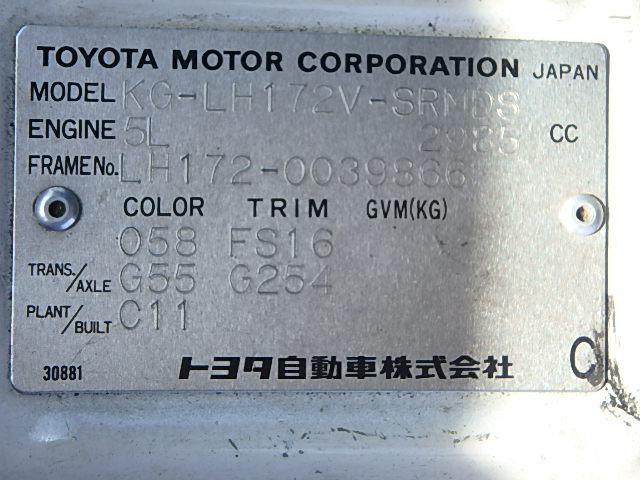 TOYOTA MOTOR CORPORATION JAPAN
MODEL KG-LH172V-SRMDS
ENGINE 5L 2985 CC
FRAME No. LH172-0039866
COLOR TRIM GVM(KG)
058 FS16
TRANS./AXLE G55 G254
PLANT/BUILT C11
30881 トヨタ自動車株式会社 C